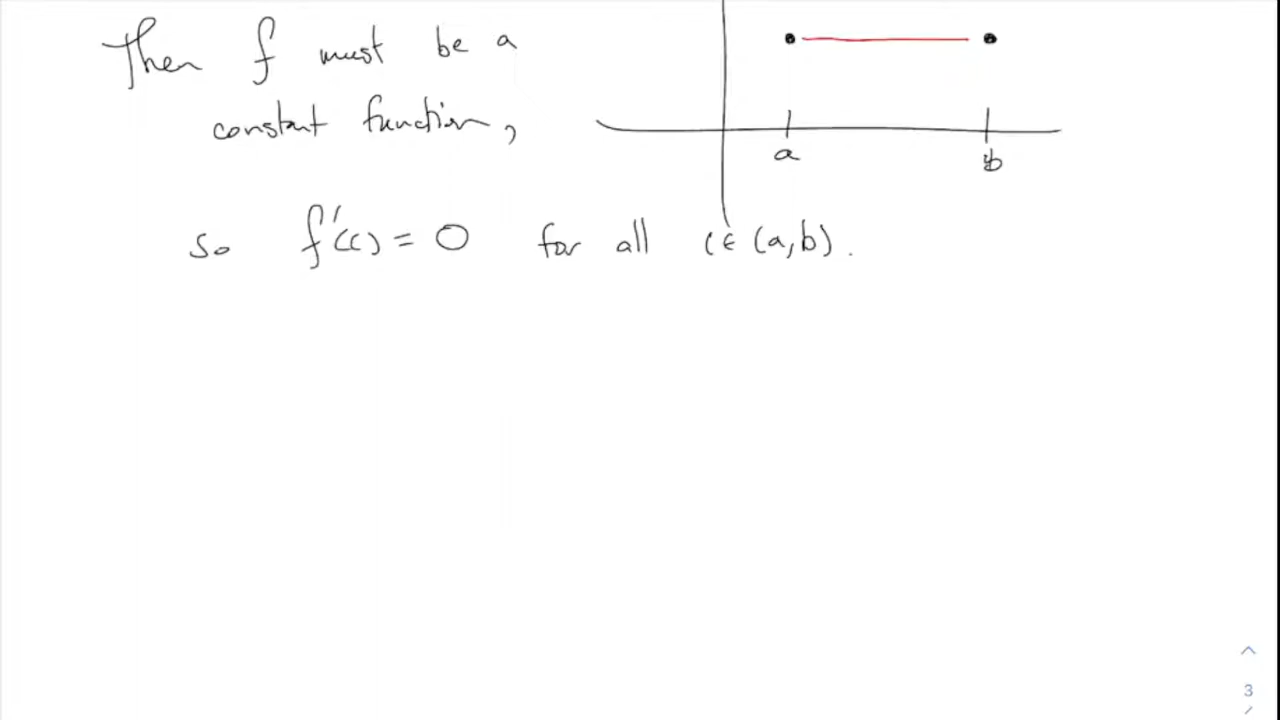 Then f must be a
constant function,
a
b
so f'(c) = 0 for all c ∈ (a, b).
3